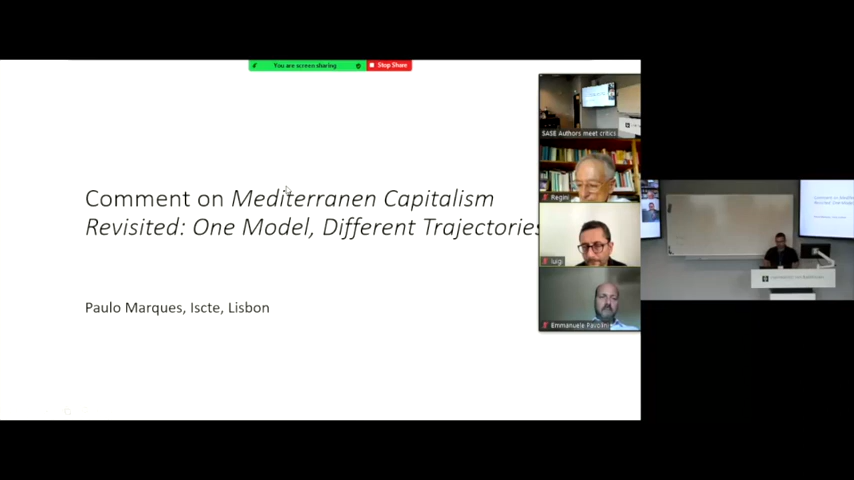 You are screen sharing
Stop Share
Comment on Mediterranen Capitalism
Revisited: One Model, Different Trajectories
Paulo Marques, Iscte, Lisbon
SASE Authors meet critics
Regini
luigi
Emmanuele Pavolini